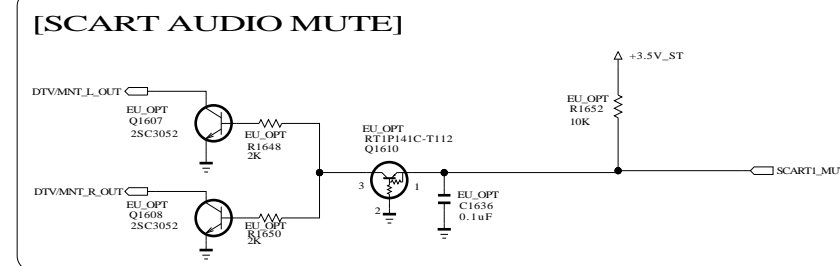 [SCART AUDIO MUTE]
+3.5V_ST
DTV/MNT_L_OUT
EU_OPT
Q1607
2SC3052
EU_OPT
R1648
2K
EU_OPT
RT1P141C-T112
Q1610
EU_OPT
R1652
10K
3
1
2
SCART1_MUT
EU_OPT
C1636
0.1uF
DTV/MNT_R_OUT
EU_OPT
Q1608
2SC3052
EU_OPT
R1650
2K